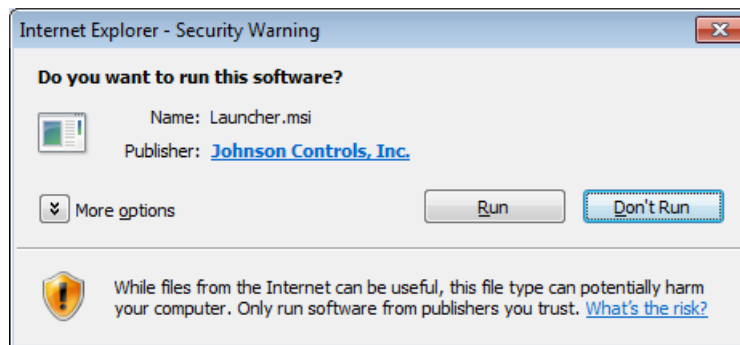 Internet Explorer - Security Warning
Do you want to run this software?
Name: Launcher.msi
Publisher: Johnson Controls, Inc.
More options
Run
Don't Run
While files from the Internet can be useful, this file type can potentially harm
your computer. Only run software from publishers you trust. What's the risk?